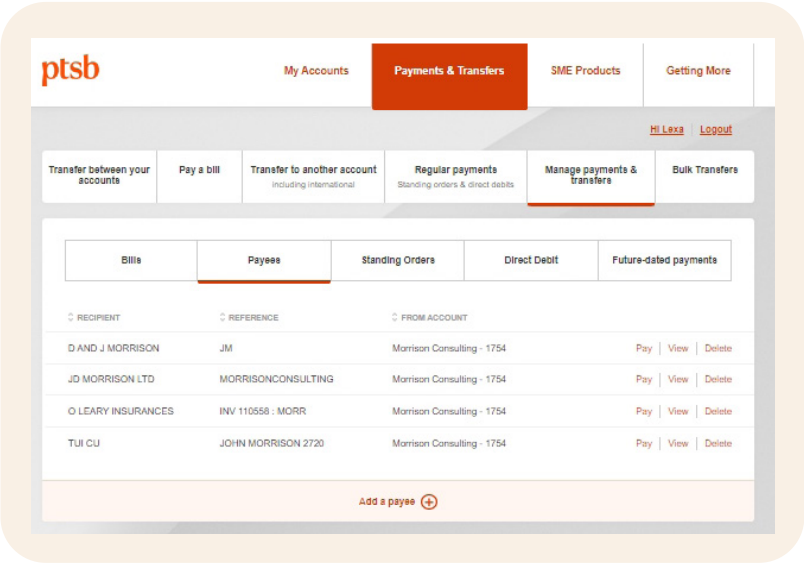 ptsb
My Accounts
Payments & Transfers
SME Products
Getting More
Hi Lexa
Logout
Transfer between your
accounts
Pay a bill
Transfer to another account
including international
Regular payments
Standing orders & direct debits
Manage payments &
transfers
Bulk Transfers
Bills
Payees
Standing Orders
Direct Debit
Future-dated payments
RECIPIENT REFERENCE FROM ACCOUNT
D AND J MORRISON JM Morrison Consulting - 1754 Pay View Delete
JD MORRISON LTD MORRISONCONSULTING Morrison Consulting - 1754 Pay View Delete
O LEARY INSURANCES INV 110558 : MORR Morrison Consulting - 1754 Pay View Delete
TUI CU JOHN MORRISON 2720 Morrison Consulting - 1754 Pay View Delete
Add a payee